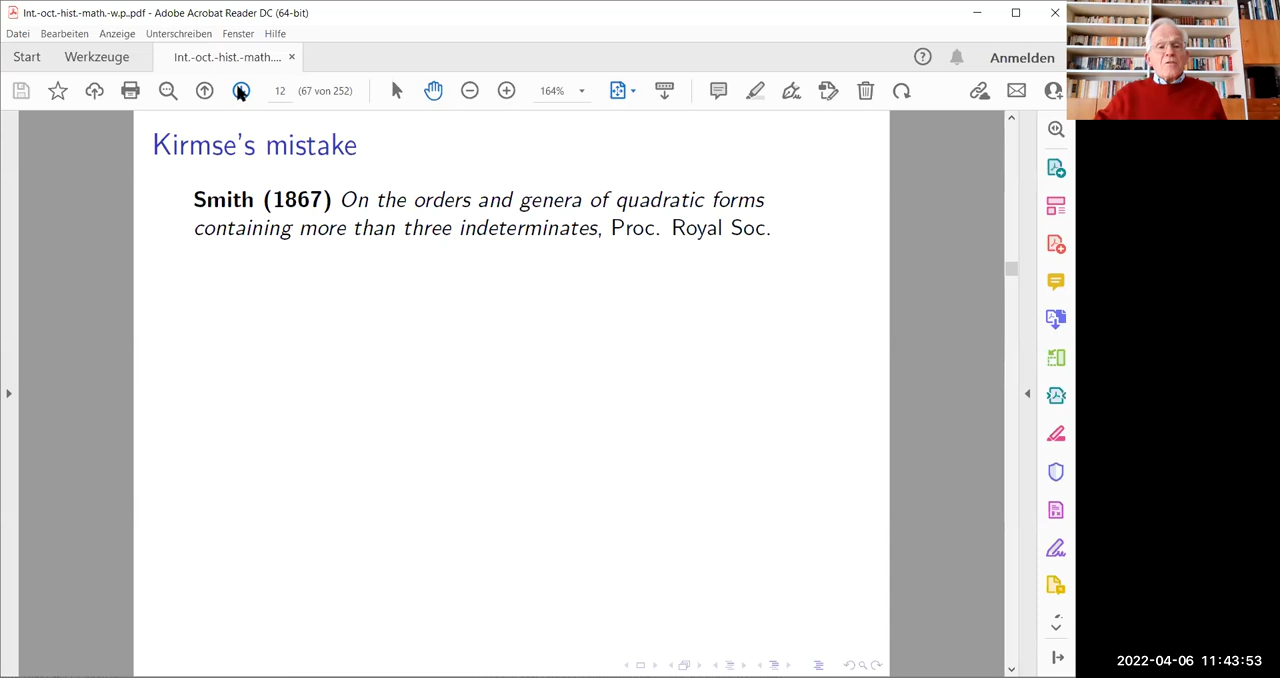 Int.-oct.-hist.-math.-w.p..pdf - Adobe Acrobat Reader DC (64-bit)
Datei Bearbeiten Anzeige Unterschreiben Fenster Hilfe
Start Werkzeuge Int.-oct.-hist.-math.... × Anmelden
12 (67 von 252) 164%
Kirmse's mistake
Smith (1867) On the orders and genera of quadratic forms
containing more than three indeterminates, Proc. Royal Soc.
2022-04-06 11:43:53